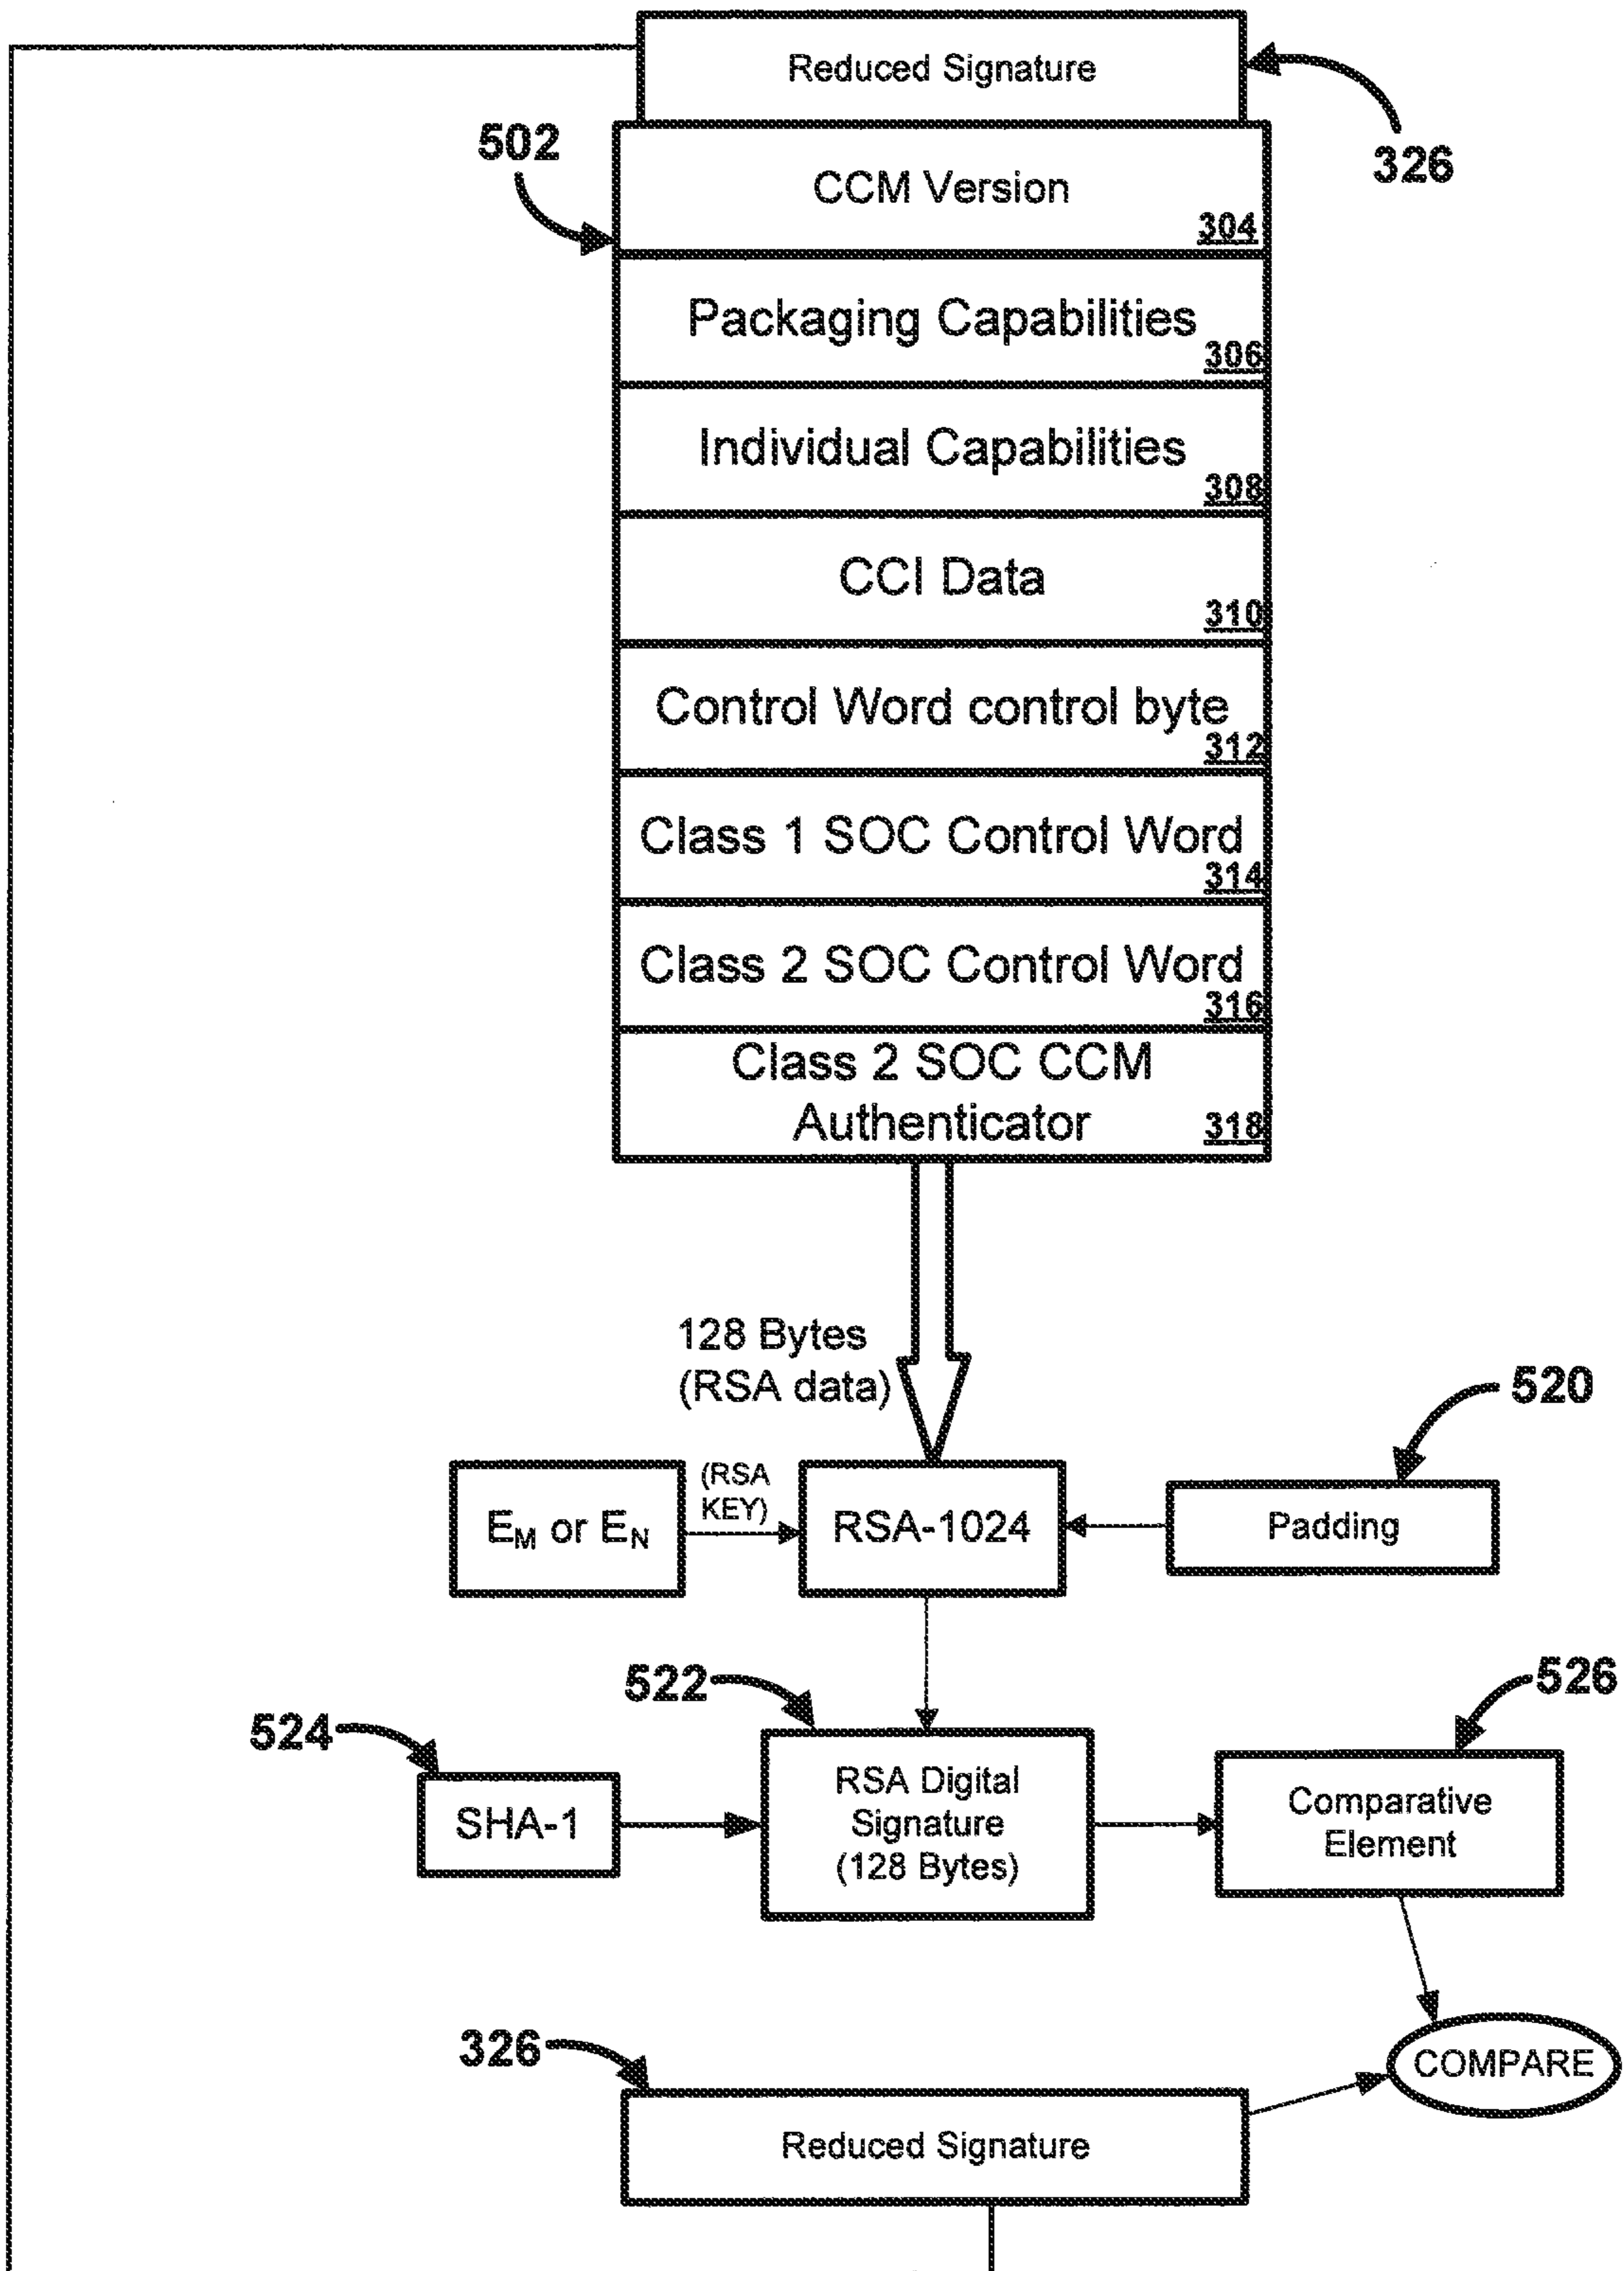 Reduced Signature
326
502
CCM Version
304
Packaging Capabilities
306
Individual Capabilities
308
CCI Data
310
Control Word control byte
312
Class 1 SOC Control Word
314
Class 2 SOC Control Word
316
Class 2 SOC CCM
Authenticator
318
128 Bytes
(RSA data)
520
(RSA
KEY)
EM or EN
RSA-1024
Padding
522
526
524
SHA-1
RSA Digital
Signature
(128 Bytes)
Comparative
Element
326
COMPARE
Reduced Signature